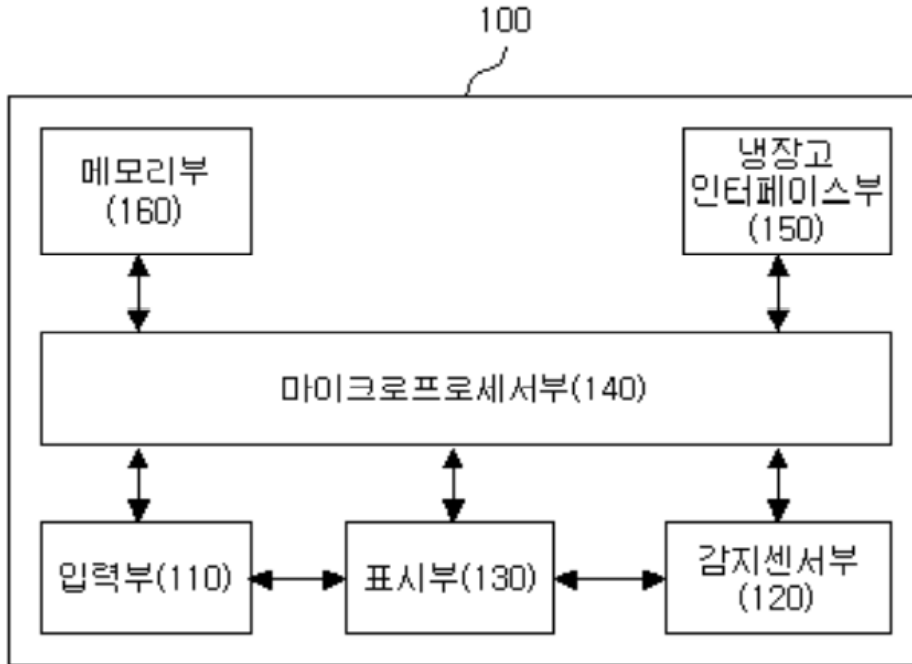 100
메모리부
(160)
냉장고
인터페이스부
(150)
마이크로프로세서부(140)
입력부(110)
표시부(130)
감지센서부
(120)